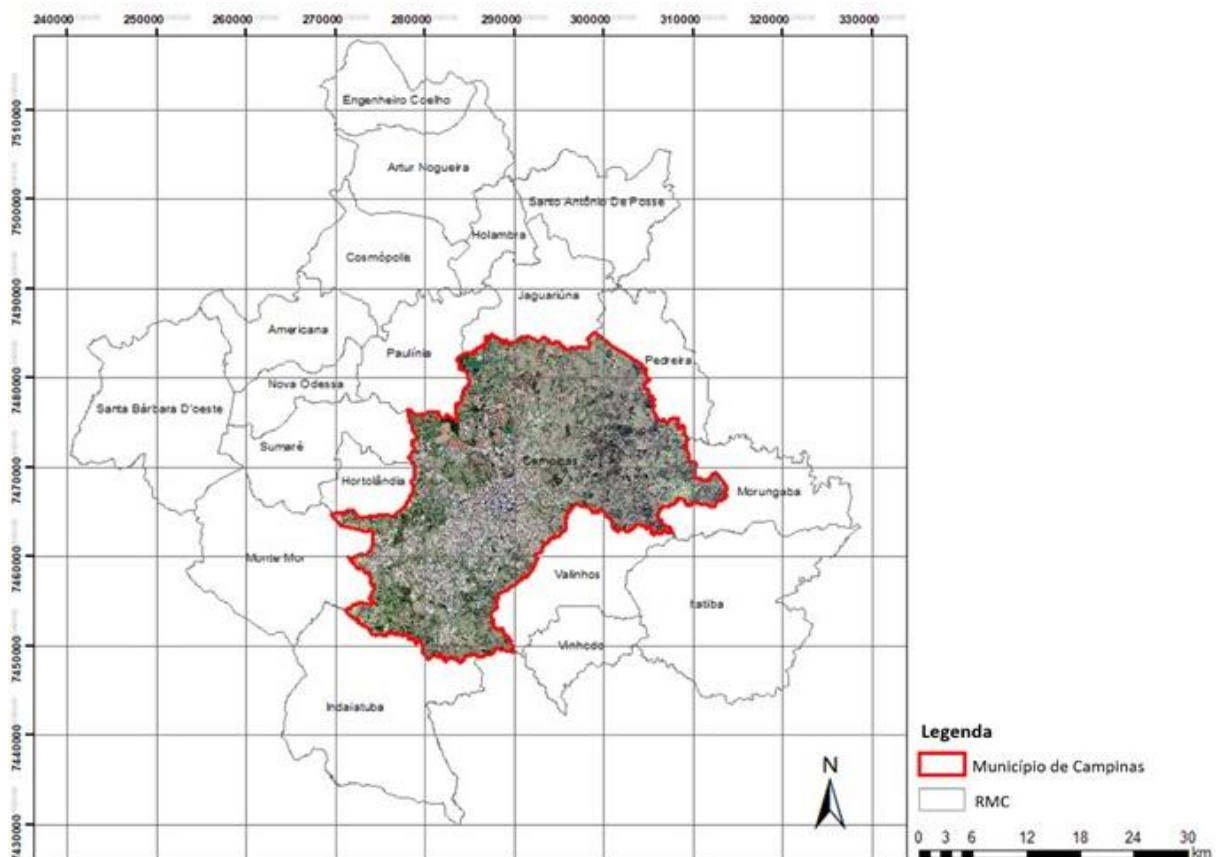 240000 250000 260000 270000 280000 290000 300000 310000 320000 330000
7510000
7500000
7490000
7480000
7470000
7460000
7450000
7440000
7430000
Engenheiro Coelho
Artur Nogueira
Santo Antônio De Posse
Holambra
Cosmópolis
Jaguariúna
Americana
Paulínia
Pedreira
Nova Odessa
Santa Bárbara D'oeste
Sumaré
Campinas
Hortolândia
Morungaba
Monte Mor
Valinhos
Itatiba
Vinhedo
Indaiatuba
N
Legenda
Município de Campinas
RMC
0 3 6 12 18 24 30
km